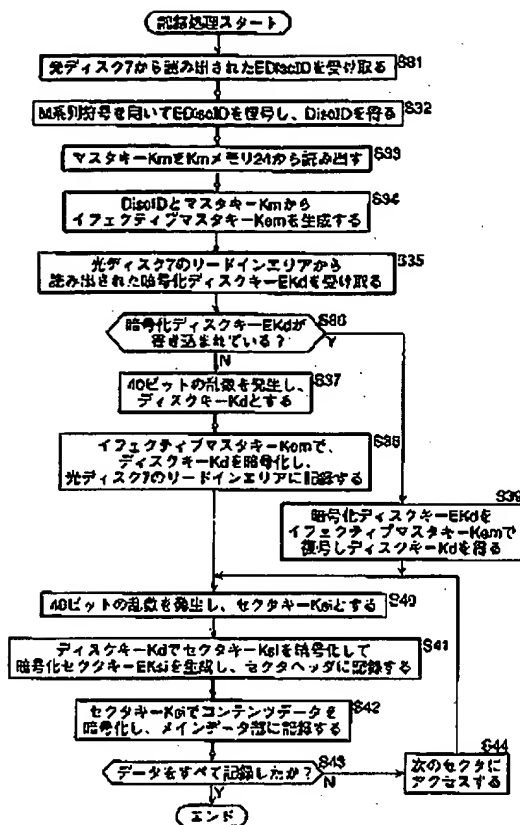 記録処理スタート
S31
光ディスク7から読み出されたEDiscIDを受け取る
S32
M系列符号を用いてEDiscIDを復号し、DiscIDを得る
S33
マスタキーKmをKmメモリ24から読み出す
S34
DiscIDとマスタキーKmから
イフェクティブマスタキーKemを生成する
S35
光ディスク7のリードインエリアから
読み出された暗号化ディスクキーEKdを受け取る
S36
暗号化ディスクキーEKdが
書き込まれている?
Y
N
S37
40ビットの乱数を発生し、
ディスクキーKdとする
S38
イフェクティブマスタキーKemで、
ディスクキーKdを暗号化し、
光ディスク7のリードインエリアに記録する
S39
暗号化ディスクキーEKdを
イフェクティブマスタキーKemで
復号しディスクキーKdを得る
S40
40ビットの乱数を発生し、セクタキーKsiとする
S41
ディスクキーKdでセクタキーKsiを暗号化して
暗号化セクタキーEKsiを生成し、セクタヘッダに記録する
S42
セクタキーKsiでコンテンツデータを
暗号化し、メインデータ部に記録する
S43
データをすべて記録したか?
N
Y
S44
次のセクタに
アクセスする
エンド